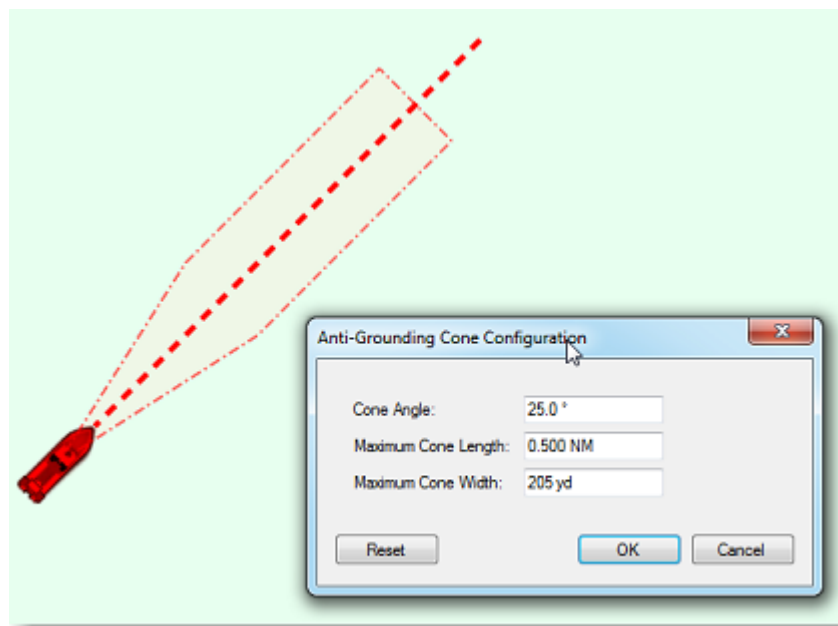 Anti-Grounding Cone Configuration
Cone Angle: 25.0 °
Maximum Cone Length: 0.500 NM
Maximum Cone Width: 205 yd
Reset OK Cancel